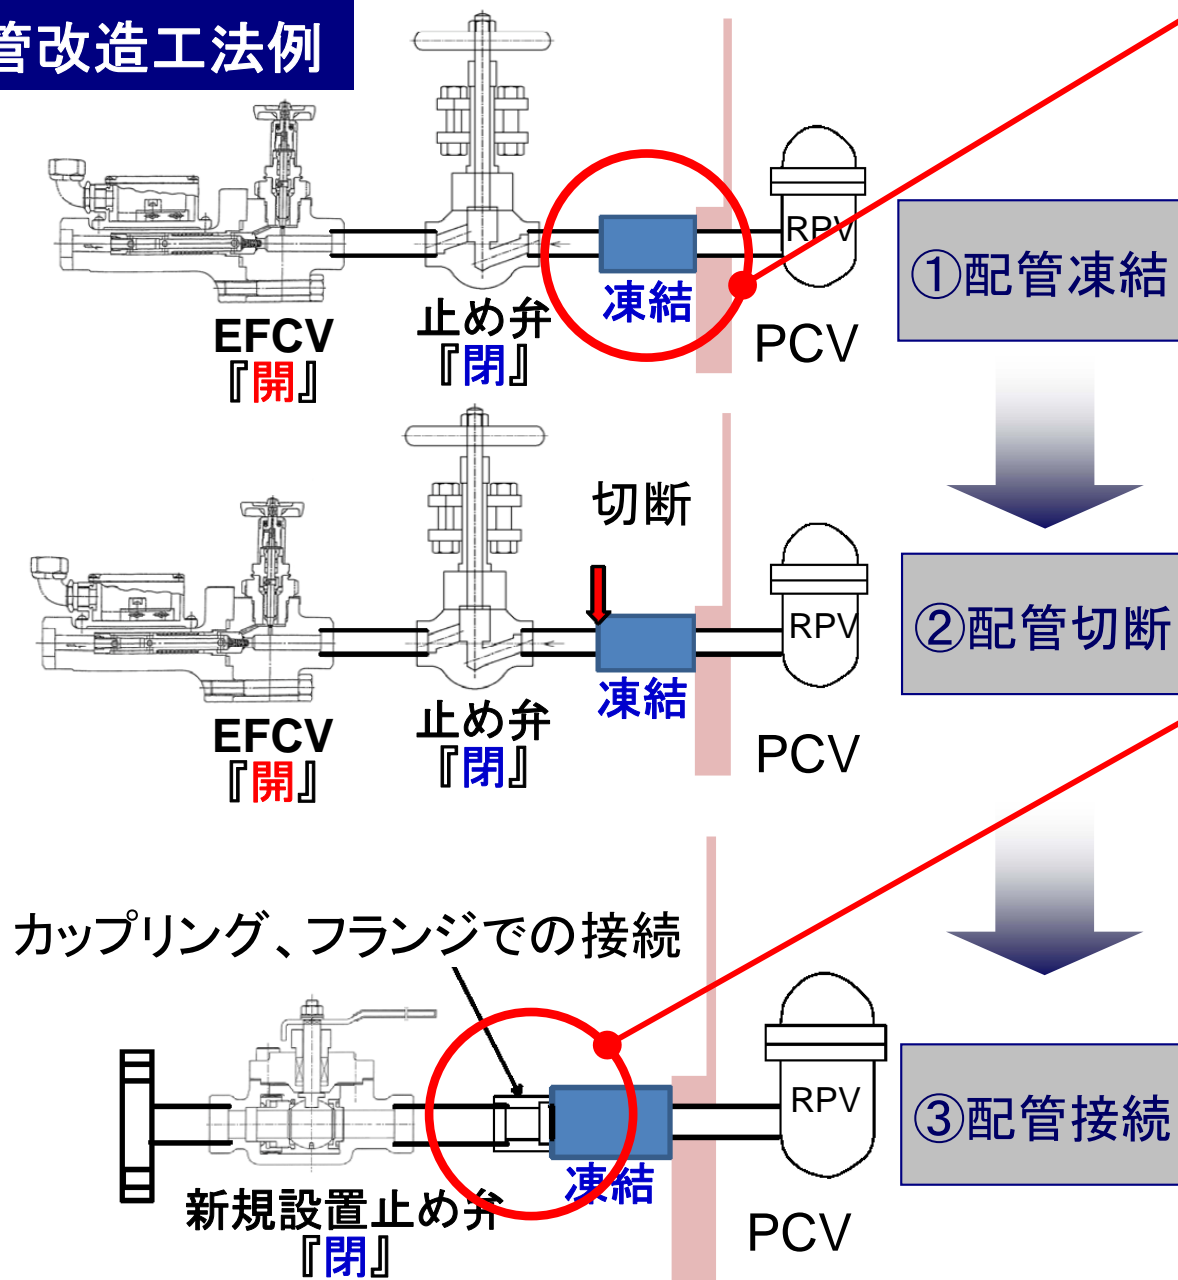 管改造工法例
RPV
①配管凍結
凍結
止め弁
『閉』
EFCV
『開』
PCV
切断
RPV
②配管切断
凍結
止め弁
『閉』
EFCV
『開』
PCV
カップリング、フランジでの接続
RPV
③配管接続
凍結
新規設置止め弁
『閉』
PCV